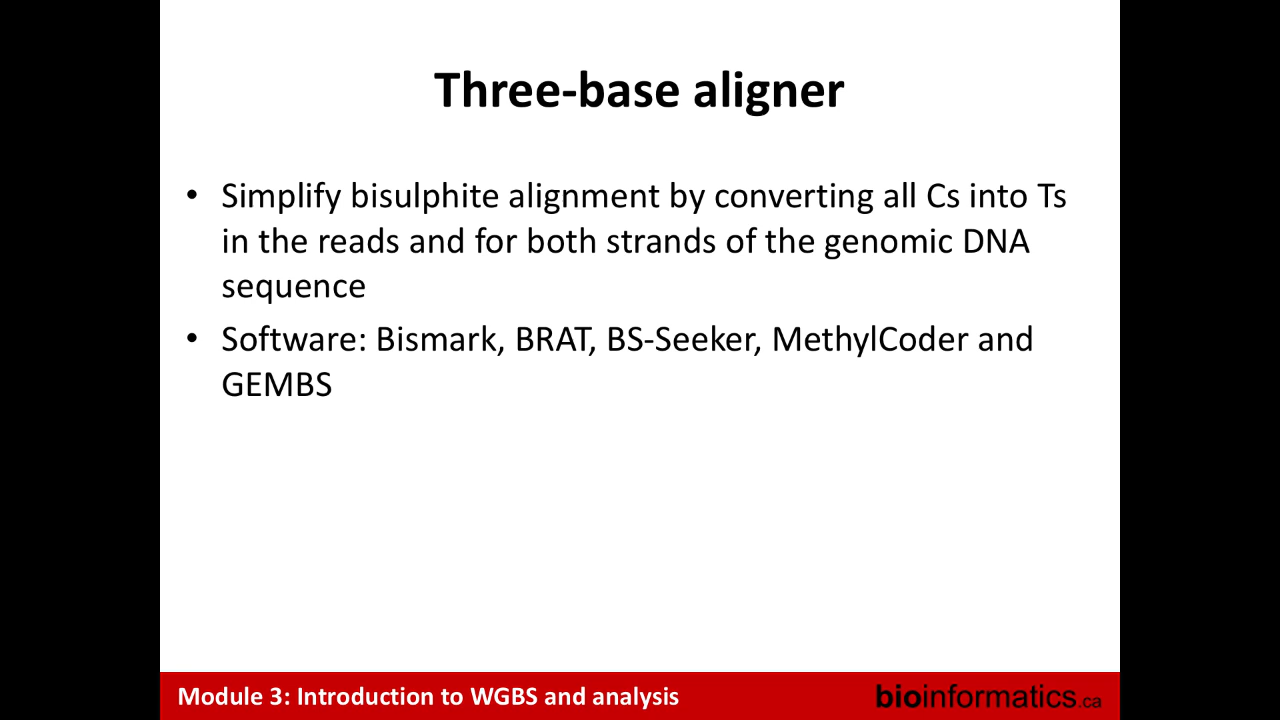 Three-base aligner
• Simplify bisulphite alignment by converting all Cs into Ts
in the reads and for both strands of the genomic DNA
sequence
• Software: Bismark, BRAT, BS-Seeker, MethylCoder and
GEMBS
Module 3: Introduction to WGBS and analysis
bioinformatics.ca